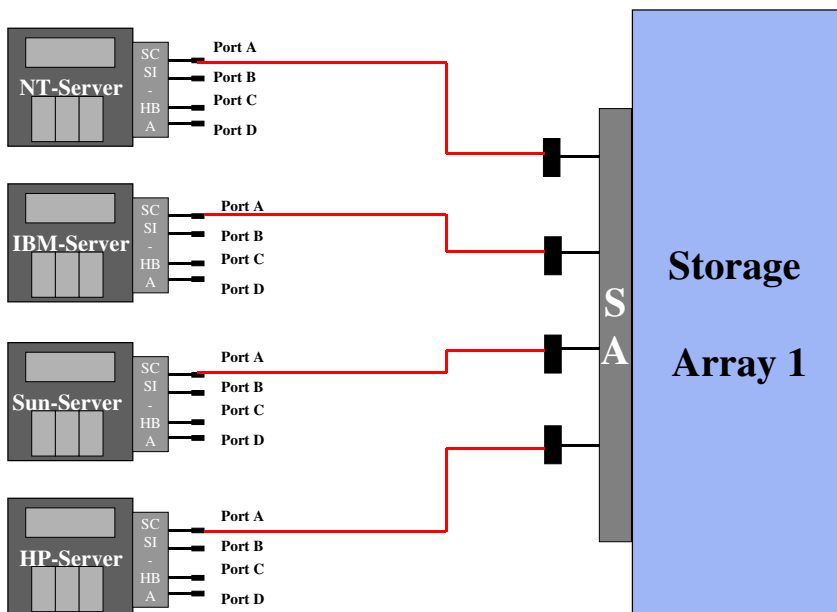 NT-Server
SC
SI
-
HB
A
Port A
Port B
Port C
Port D
IBM-Server
SC
SI
-
HB
A
Port A
Port B
Port C
Port D
Sun-Server
SC
SI
-
HB
A
Port A
Port B
Port C
Port D
HP-Server
SC
SI
-
HB
A
Port A
Port B
Port C
Port D
S
A
Storage
Array 1